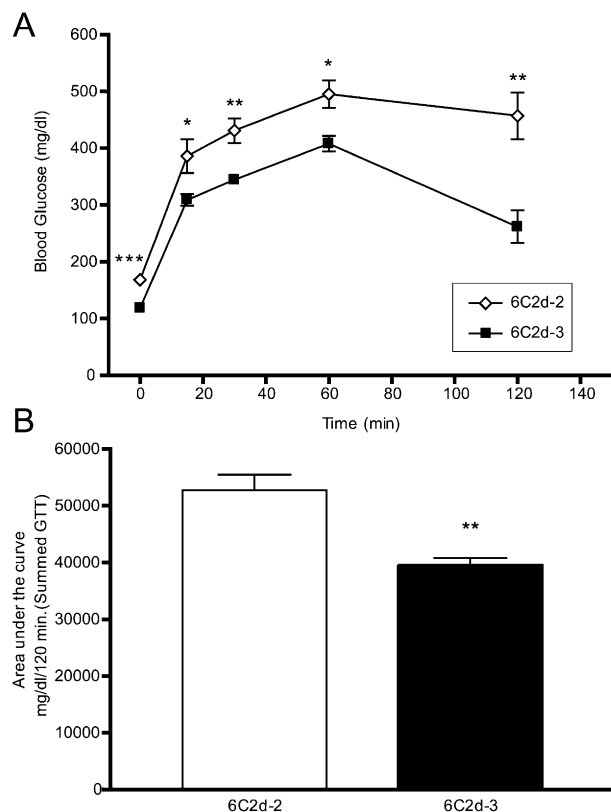 A
600
500
400
300
200
100
0
Blood Glucose (mg/dl)
***
*
**
*
**
6C2d-2
6C2d-3
0 20 40 60 80 100 120 140
Time (min)
B
60000
50000
40000
30000
20000
10000
0
Area under the curve
mg/dl/120 min.(Summed GTT)
**
6C2d-2 6C2d-3